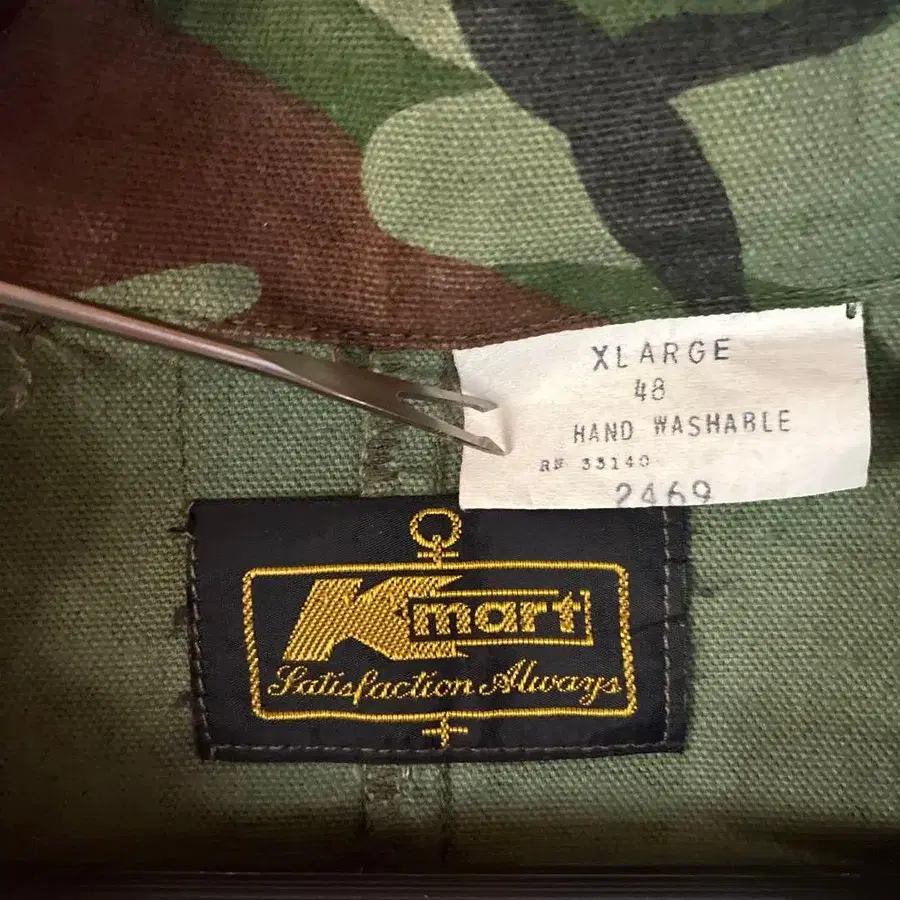 XLARGE
48
HAND WASHABLE
RN 33140
2469
Kmart
Satisfaction Always